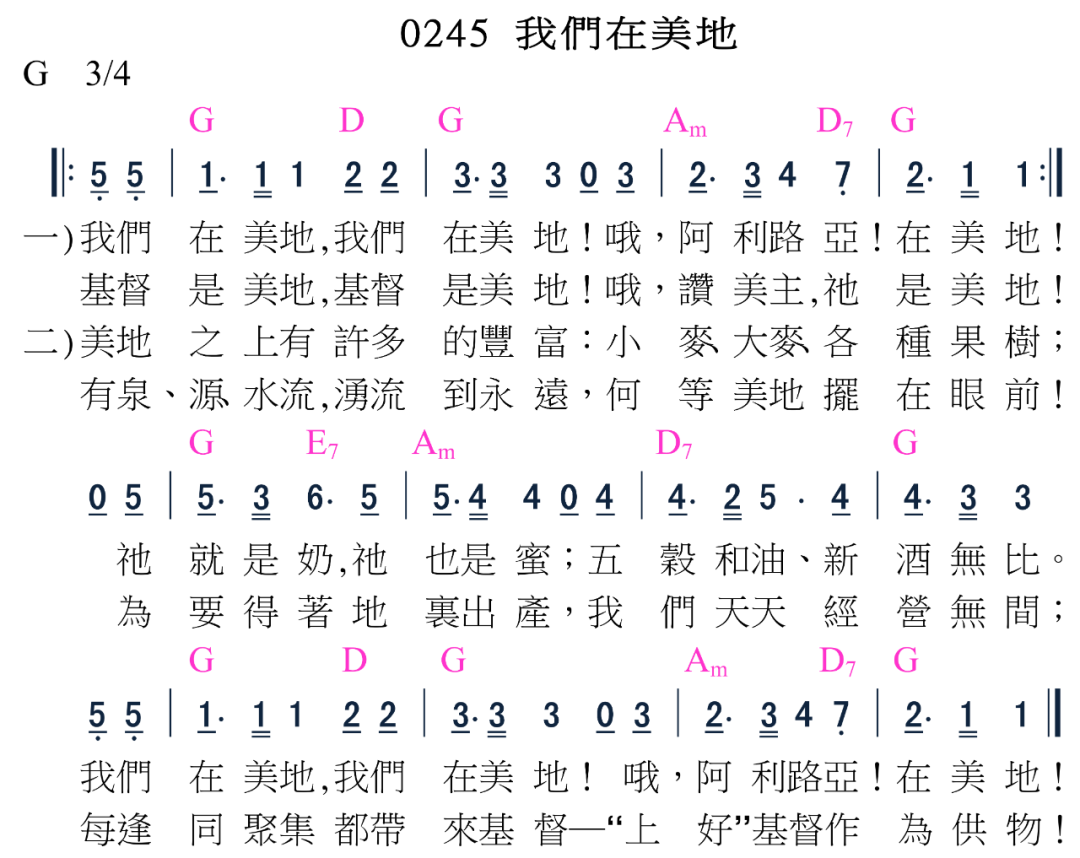 0245 我們在美地
G 3/4
G D G Am D7 G
‖: 5 5 | 1. 1 1 2 2 | 3. 3 3 0 3 | 2. 3 4 7 | 2. 1 1 :‖
一)我們 在 美地,我們 在美 地！哦，阿 利路 亞！在 美 地！
基督 是 美地,基督 是美 地！哦，讚 美主,祂 是 美 地！
二)美地 之 上有 許多 的豐 富：小 麥、大麥、各 種 果 樹；
有泉、源、水流,湧流 到永 遠，何 等 美地 擺 在 眼 前！
G E7 Am D7 G
0 5 | 5. 3 6. 5 | 5. 4 4 0 4 | 4. 2 5 . 4 | 4. 3 3
祂 就 是 奶,祂 也是 蜜；五 穀 和油、新 酒 無 比。
為 要 得 著 地 裏出 產，我 們 天天 經 營 無 間；
G D G Am D7 G
5 5 | 1. 1 1 2 2 | 3. 3 3 0 3 | 2. 3 4 7 | 2. 1 1 ‖
我們 在 美地,我們 在美 地！哦，阿 利路亞！在 美 地！
每逢 同 聚集 都帶 來基 督—“上 好”基督作 為 供 物！